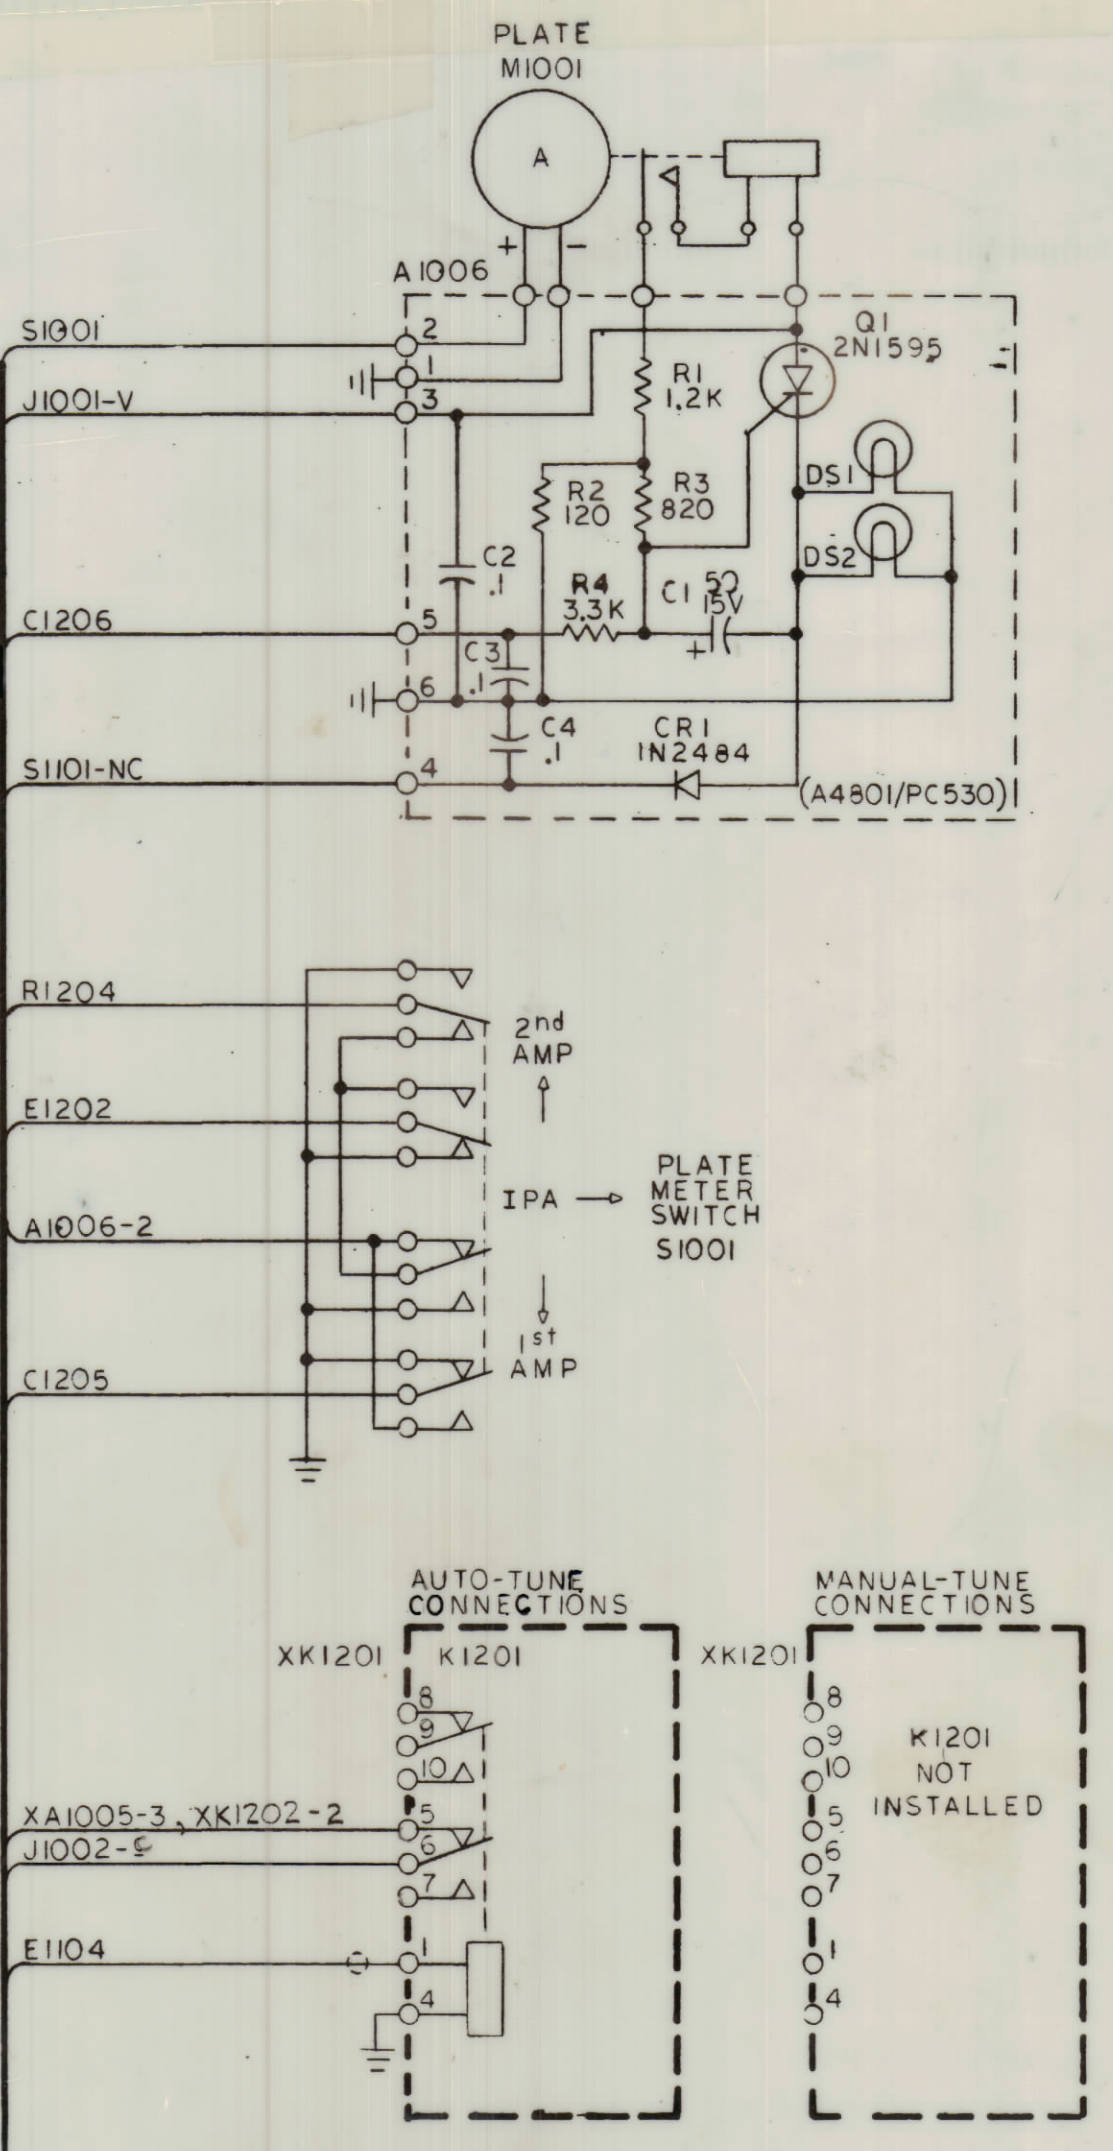 PLATE
M1001
A
+ -
A1006
S1001
2
1
J1001-V
3
Q1
2N1595
R1
1.2K
DS1
R2
120
R3
820
DS2
C2
.1
R4
3.3K
C1
15V
+
C1206
5
C3
.1
6
C4
.1
CR1
1N2484
S1101-NC
4
(A4801/PC530)
R1204
2nd
AMP
E1202
PLATE
METER
SWITCH
S1001
IPA
A1006-2
1st
AMP
C1205
AUTO-TUNE
CONNECTIONS
MANUAL-TUNE
CONNECTIONS
XK1201
K1201
XK1201
8
9
10
8
9
10
K1201
NOT
INSTALLED
XA1005-3, XK1202-2
5
J1002-
6
7
5
6
7
E1104
1
4
1
4